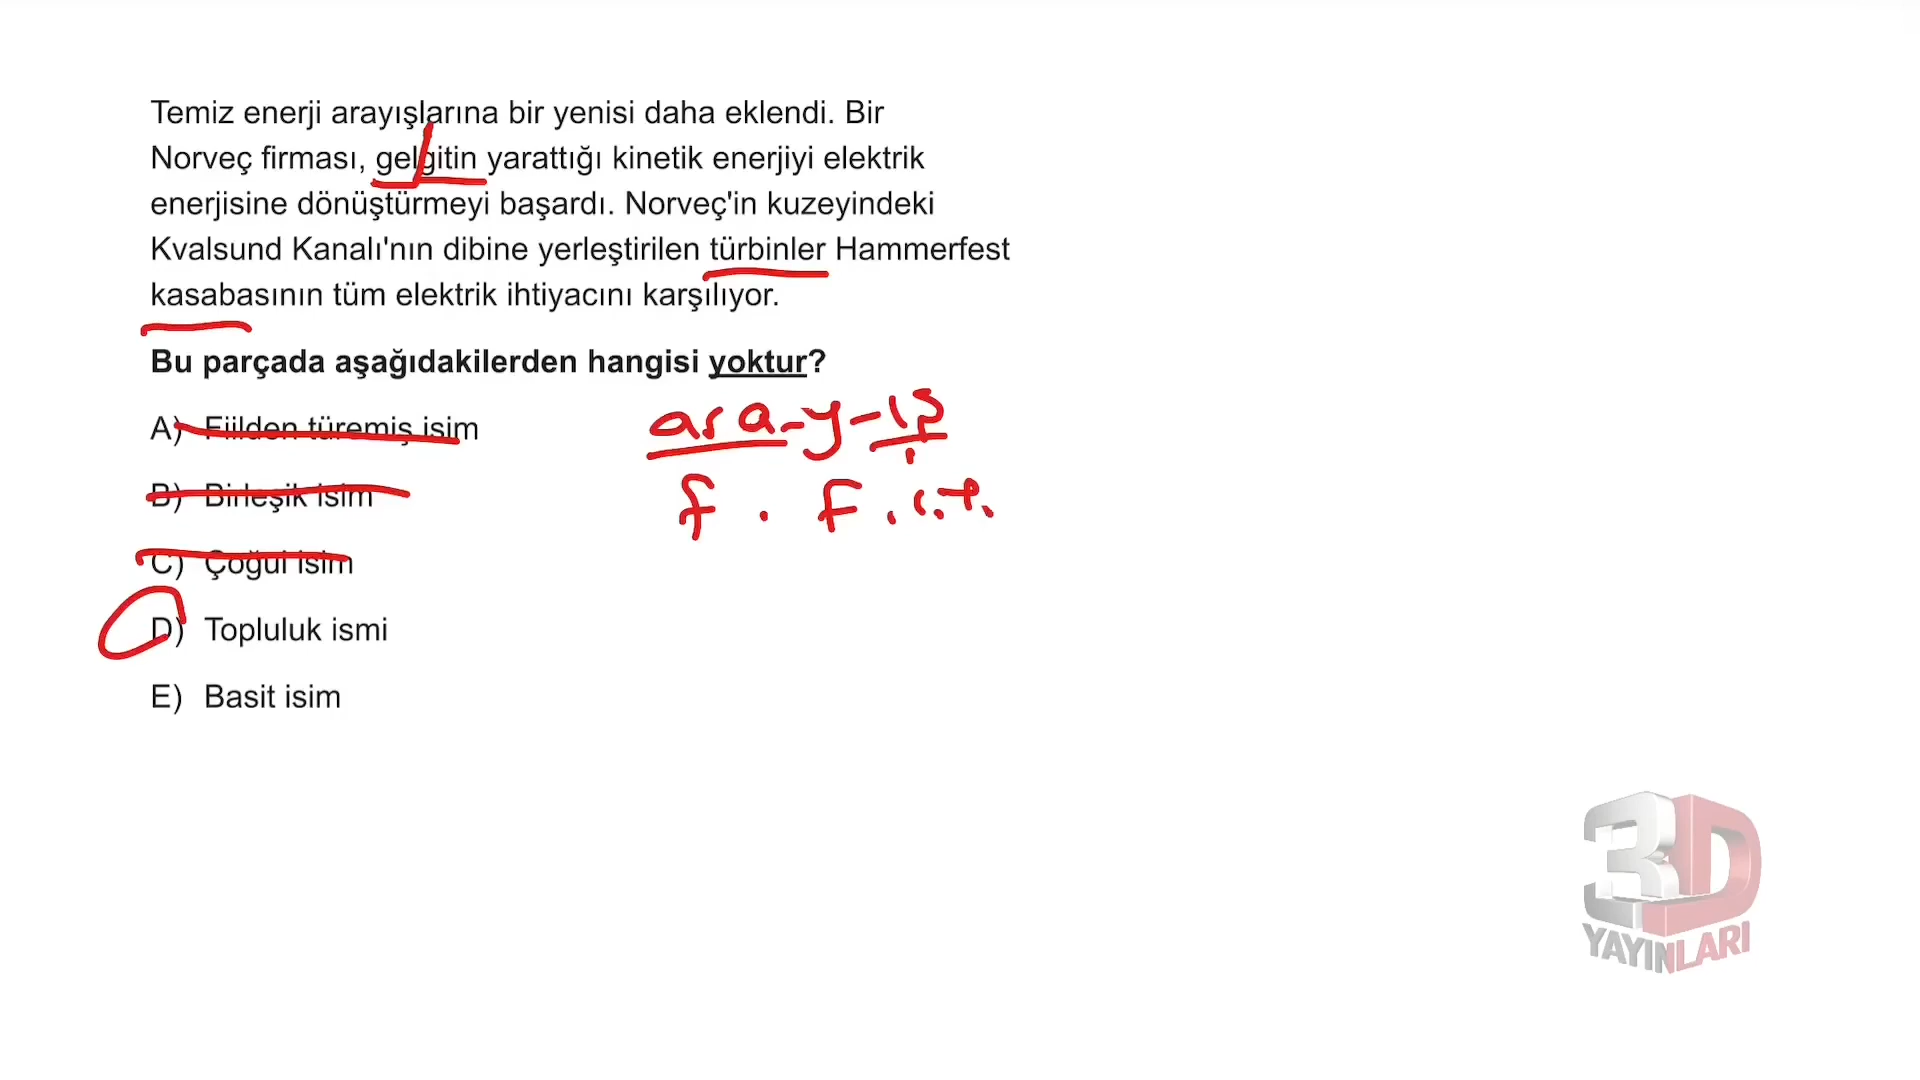 Temiz enerji arayışlarına bir yenisi daha eklendi. Bir
Norveç firması, gelgitin yarattığı kinetik enerjiyi elektrik
enerjisine dönüştürmeyi başardı. Norveç'in kuzeyindeki
Kvalsund Kanalı'nın dibine yerleştirilen türbinler Hammerfest
kasabasının tüm elektrik ihtiyacını karşılıyor.
Bu parçada aşağıdakilerden hangisi yoktur?
A) Fiilden türemiş isim
ara-y-ış
B) Birleşik isim
f. F.i.
C) Çoğul isim
D) Topluluk ismi
E) Basit isim
3D
YAYINLARI